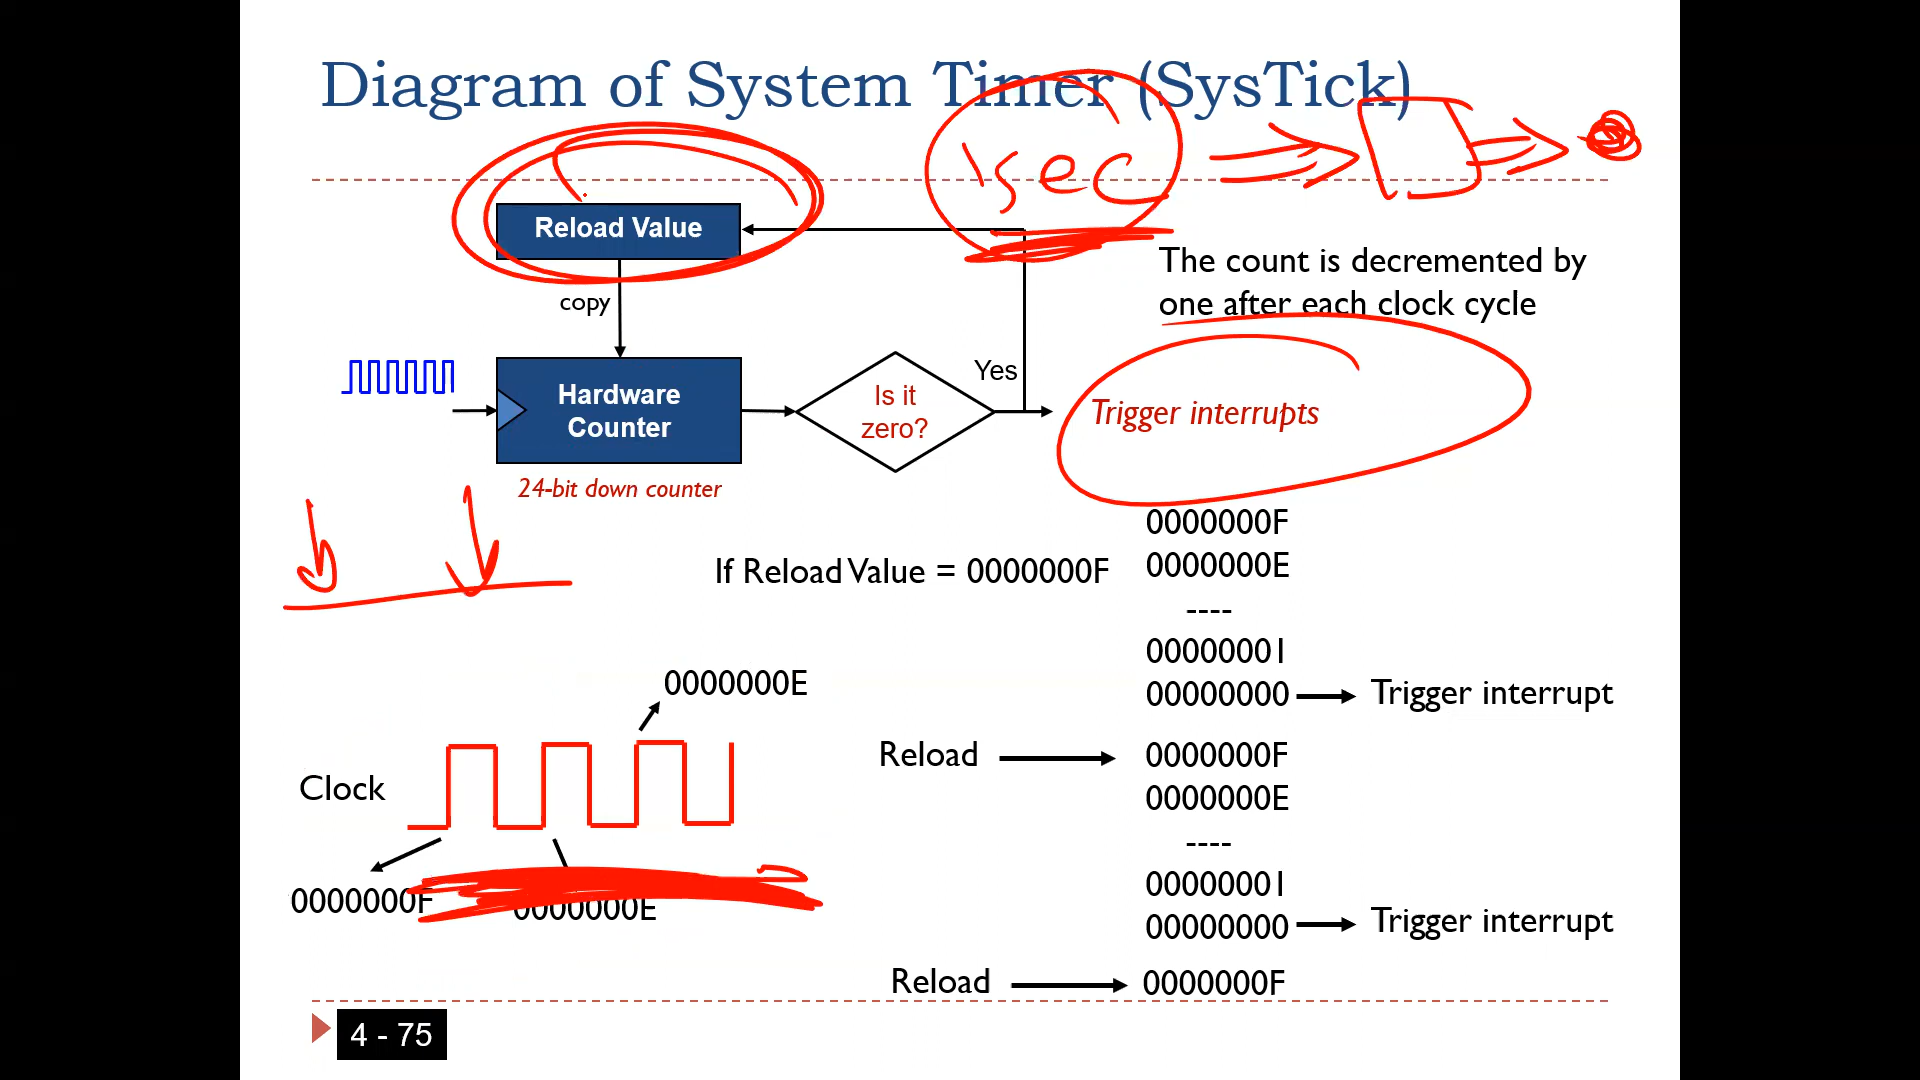 Diagram of System Timer (SysTick)
1sec
Reload Value
The count is decremented by
one after each clock cycle
copy
Yes
Hardware
Counter
Is it
zero?
Trigger interrupts
24-bit down counter
If Reload Value = 0000000F
0000000F
0000000E
----
00000001
00000000
Trigger interrupt
0000000E
Reload
0000000F
0000000E
----
00000001
00000000
Trigger interrupt
Clock
0000000F
0000000E
Reload
0000000F
4 - 75